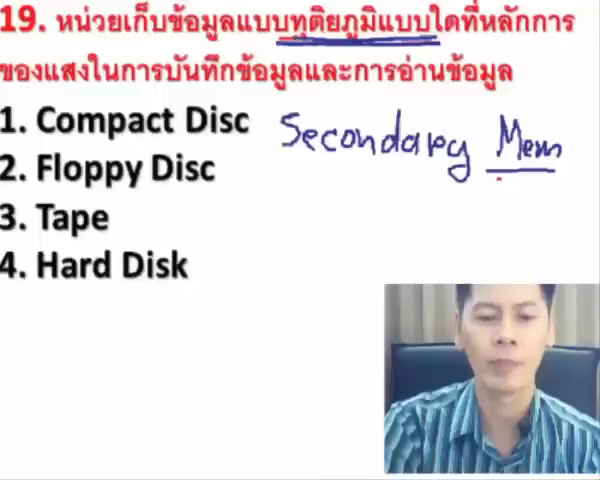 19. หน่วยเก็บข้อมูลแบบทุติยภูมิแบบใดที่หลักการ
ของแสงในการบันทึกข้อมูลและการอ่านข้อมูล
1. Compact Disc
Secondary Mem
2. Floppy Disc
3. Tape
4. Hard Disk